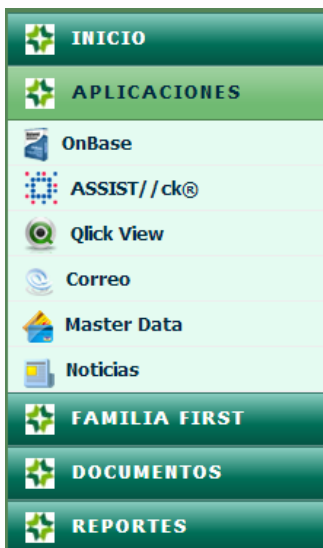 INICIO
APLICACIONES
OnBase
ASSIST//ck®
Qlick View
Correo
Master Data
Noticias
FAMILIA FIRST
DOCUMENTOS
REPORTES